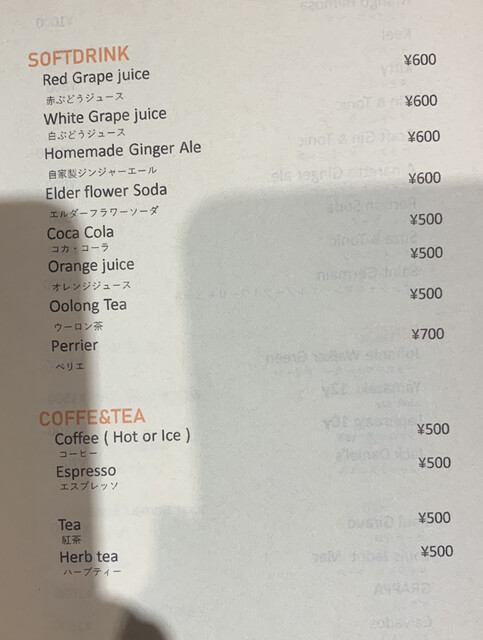 SOFTDRINK
Red Grape juice ¥600
赤ぶどうジュース
White Grape juice ¥600
白ぶどうジュース
Homemade Ginger Ale ¥600
自家製ジンジャーエール
Elder flower Soda ¥600
エルダーフラワーソーダ
Coca Cola ¥500
コカ・コーラ
Orange juice ¥500
オレンジジュース
Oolong Tea ¥500
ウーロン茶
Perrier ¥700
ペリエ
COFFE&TEA
Coffee ( Hot or Ice ) ¥500
コーヒー
Espresso ¥500
エスプレッソ
Tea ¥500
紅茶
Herb tea ¥500
ハーブティー